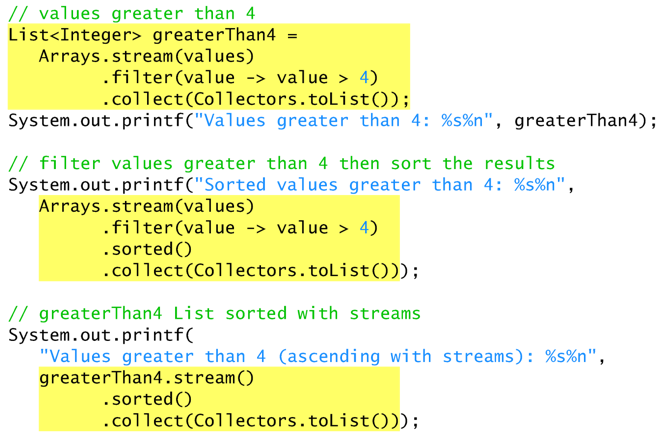 // values greater than 4
List<Integer> greaterThan4 =
   Arrays.stream(values)
         .filter(value -> value > 4)
         .collect(Collectors.toList());
System.out.printf("Values greater than 4: %s%n", greaterThan4);

// filter values greater than 4 then sort the results
System.out.printf("Sorted values greater than 4: %s%n",
   Arrays.stream(values)
         .filter(value -> value > 4)
         .sorted()
         .collect(Collectors.toList()));

// greaterThan4 List sorted with streams
System.out.printf(
   "Values greater than 4 (ascending with streams): %s%n",
   greaterThan4.stream()
         .sorted()
         .collect(Collectors.toList()));